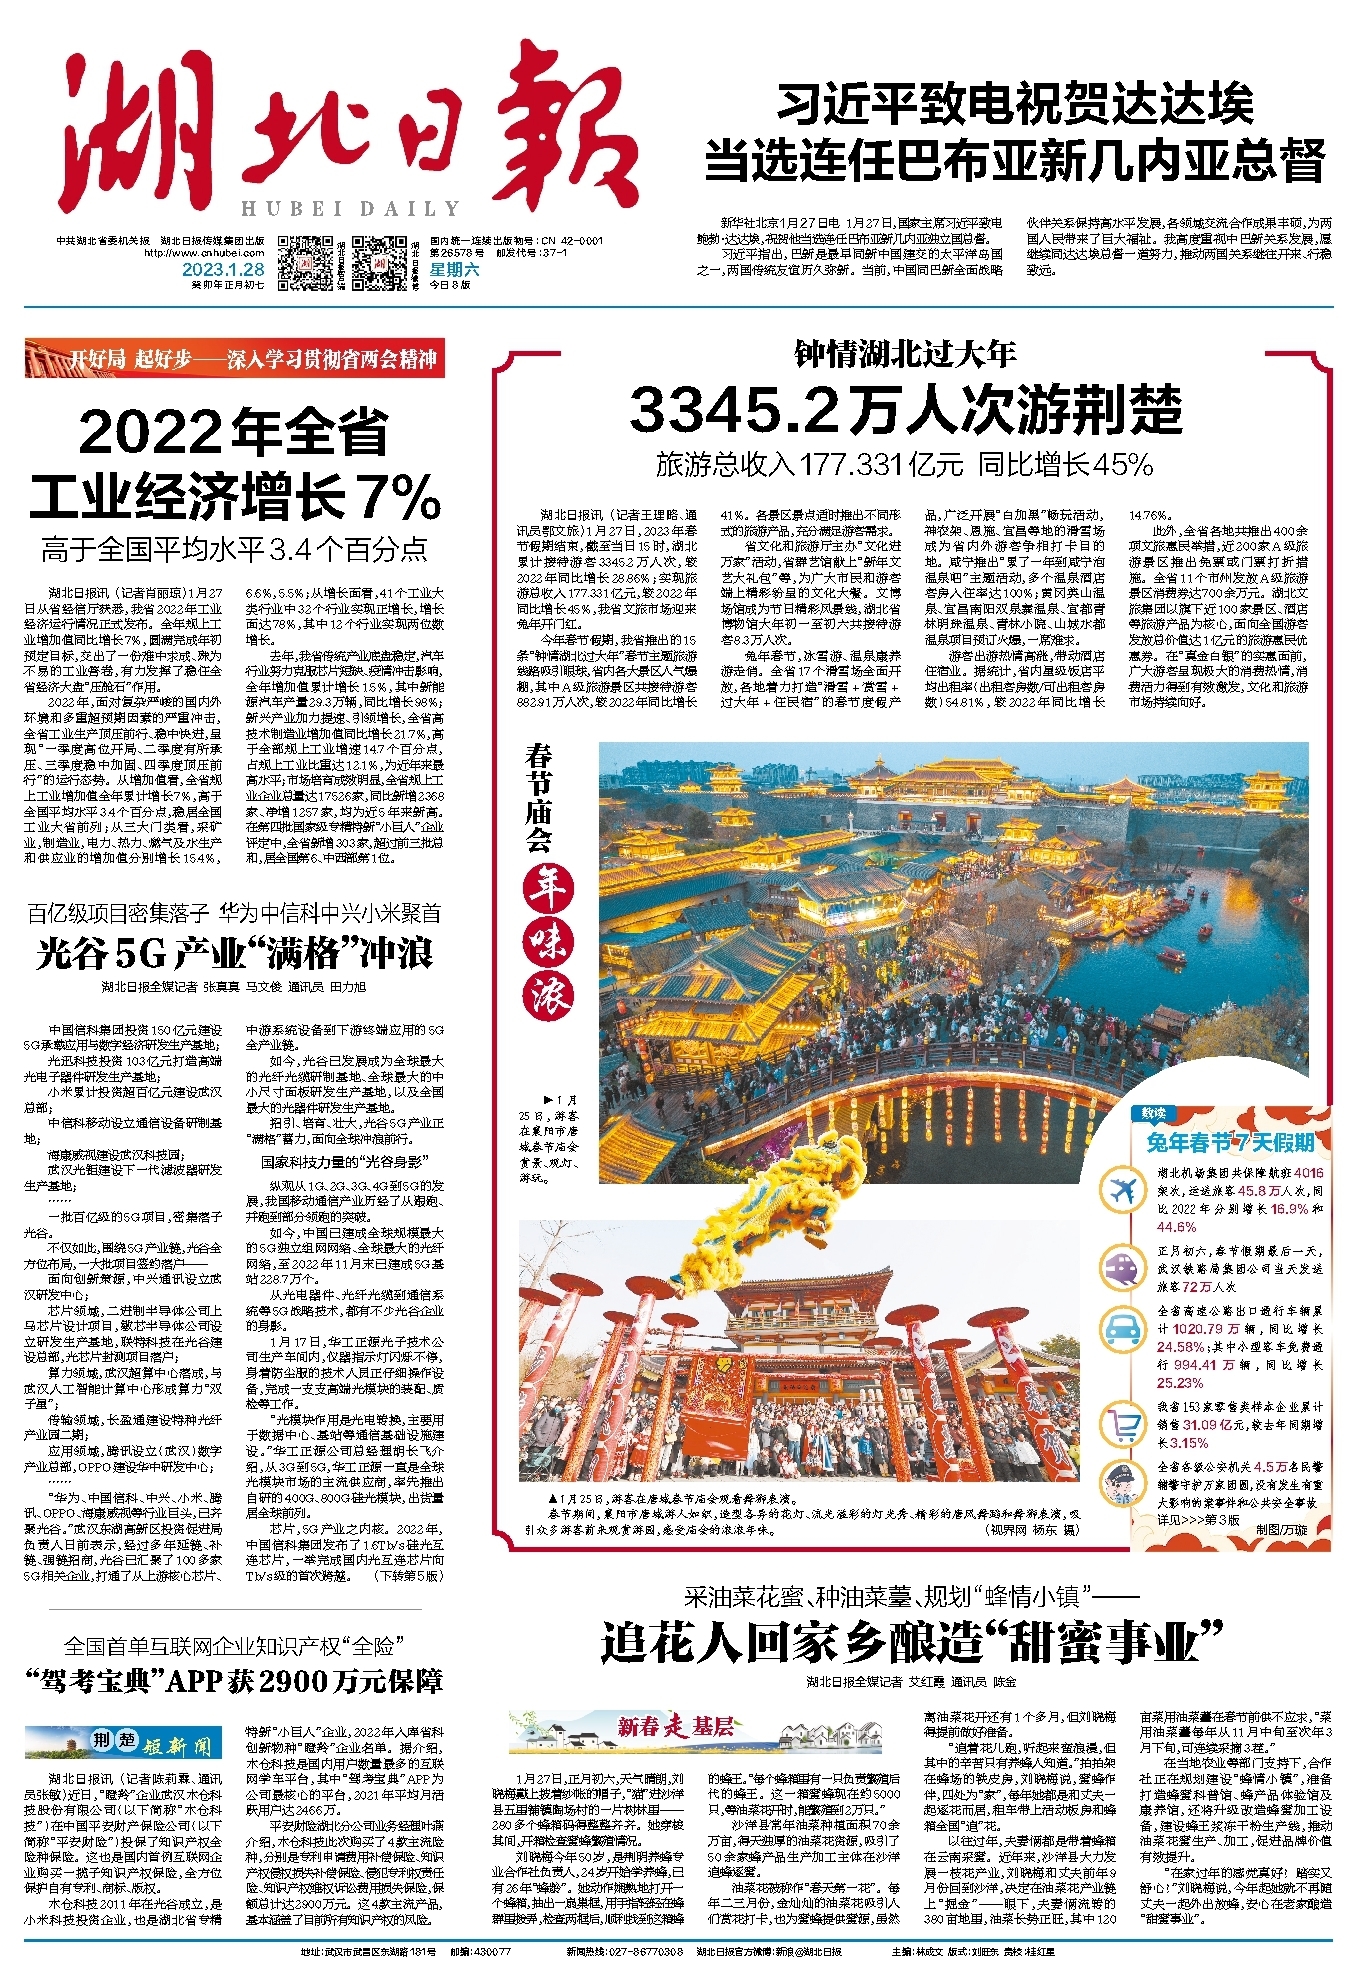 湖北日報
HUBEI DAILY
中共湖北省委机关报 湖北日报传媒集团出版
http://www.cnhubei.com
2023.1.28
癸卯年正月初七
国内统一连续出版物号:CN 42-0001
第26578号 邮发代号:37-1
星期六
今日8版
习近平致电祝贺达达埃
当选连任巴布亚新几内亚总督
新华社北京1月27日电 1月27日,国家主席习近平致电
鲍勃·达达埃,祝贺他当选连任巴布亚新几内亚独立国总督。
习近平指出,巴新是最早同新中国建交的太平洋岛国
之一,两国传统友谊历久弥新。当前,中国同巴新全面战略
伙伴关系保持高水平发展,各领域交流合作成果丰硕,为两
国人民带来了巨大福祉。我高度重视中巴新关系发展,愿
继续同达达埃总督一道努力,推动两国关系继往开来、行稳
致远。
开好局 起好步——深入学习贯彻省两会精神
2022年全省
工业经济增长7%
高于全国平均水平3.4个百分点
湖北日报讯(记者肖丽琼)1月27
日从省经信厅获悉,我省2022年工业
经济运行情况正式发布。全年规上工
业增加值同比增长7%,圆满完成年初
预定目标,交出了一份难中求成、殊为
不易的工业答卷,有力发挥了稳住全
省经济大盘“压舱石”作用。
2022年,面对复杂严峻的国内外
环境和多重超预期因素的严重冲击,
全省工业生产顶压前行、稳中快进,呈
现“一季度高位开局、二季度有所承
压、三季度稳中加固、四季度顶压前
行”的运行态势。从增加值看,全省规
上工业增加值全年累计增长7%,高于
全国平均水平3.4个百分点,稳居全国
工业大省前列;从三大门类看,采矿
业,制造业,电力、热力、燃气及水生产
和供应业的增加值分别增长15.4%,
6.6%,5.5%;从增长面看,41个工业大
类行业中32个行业实现正增长,增长
面达78%,其中12个行业实现两位数
增长。
去年,我省传统产业底盘稳定,汽车
行业努力克服芯片短缺、疫情冲击影响,
全年增加值累计增长15%,其中新能
源汽车产量29.3万辆,同比增长98%;
新兴产业加力提速、引领增长,全省高
技术制造业增加值同比增长21.7%,高
于全部规上工业增速14.7个百分点,
占规上工业比重达12.1%,为近年来最
高水平;市场培育成效明显,全省规上工
业企业总量达17526家,同比新增2368
家、净增1257家,均为近5年来新高。
在第四批国家级专精特新“小巨人”企业
评定中,全省新增303家,超过前三批总
和,居全国第6、中西部第1位。
百亿级项目密集落子 华为中信科中兴小米聚首
光谷5G产业“满格”冲浪
湖北日报全媒记者 张真真 马文俊 通讯员 田力旭
中国信科集团投资150亿元建设
5G承载应用与数字经济研发生产基地;
光迅科技投资103亿元打造高端
光电子器件研发生产基地;
小米累计投资超百亿元建设武汉
总部;
中信科移动设立通信设备研制基
地;
海康威视建设武汉科技园;
武汉光钜建设下一代滤波器研发
生产基地;
……
一批百亿级的5G项目,密集落子
光谷。
不仅如此,围绕5G产业链,光谷全
方位布局,一大批项目签约落户——
面向创新策源,中兴通讯设立武
汉研发中心;
芯片领域,二进制半导体公司上
马芯片设计项目,敏芯半导体公司设
立研发生产基地,联特科技在光谷建
设总部,光芯片封测项目落户;
算力领域,武汉超算中心落成,与
武汉人工智能计算中心形成算力“双
子星”;
传输领域,长盈通建设特种光纤
产业园二期;
应用领域,腾讯设立(武汉)数字
产业总部,OPPO建设华中研发中心;
……
“华为、中国信科、中兴、小米、腾
讯、OPPO、海康威视等行业巨头,已齐
聚光谷。”武汉东湖高新区投资促进局
负责人日前表示,经过多年延链、补
链、强链招商,光谷已汇聚了100多家
5G相关企业,打通了从上游核心芯片、
中游系统设备到下游终端应用的5G
全产业链。
如今,光谷已发展成为全球最大
的光纤光缆研制基地、全球最大的中
小尺寸面板研发生产基地,以及全国
最大的光器件研发生产基地。
招引、培育、壮大,光谷5G产业正
“满格”蓄力,面向全球冲浪前行。
国家科技力量的“光谷身影”
纵观从1G、2G、3G、4G到5G的发
展,我国移动通信产业历经了从跟跑、
并跑到部分领跑的突破。
如今,中国已建成全球规模最大
的5G独立组网网络、全球最大的光纤
网络,至2022年11月末已建成5G基
站228.7万个。
从光电器件、光纤光缆到通信系
统等5G战略技术,都有不少光谷企业
的身影。
1月17日,华工正源光子技术公
司生产车间内,仪器指示灯闪烁不停,
身着防尘服的技术人员正仔细操作设
备,完成一支支高端光模块的装配、质
检等工作。
“光模块作用是光电转换,主要用
于数据中心、基站等通信基础设施建
设。”华工正源公司总经理胡长飞介
绍,从3G到5G,华工正源一直是全球
光模块市场的主流供应商,率先推出
自研的400G、800G硅光模块,出货量
居全球前列。
芯片,5G产业之内核。2022年,
中国信科集团发布了1.6Tb/s硅光互
连芯片,一举完成国内光互连芯片向
Tb/s级的首次跨越。 (下转第5版)
全国首单互联网企业知识产权“全险”
“驾考宝典”APP获2900万元保障
荆楚短新闻
湖北日报讯(记者陈莉霖、通讯
员张敏)近日,“瞪羚”企业武汉木仓科
技股份有限公司(以下简称“木仓科
技”)在中国平安财产保险公司(以下
简称“平安财险”)投保了知识产权全
险种保险。这也是国内首例互联网企
业购买一揽子知识产权保险,全方位
保护自有专利、商标、版权。
木仓科技2011年在光谷成立,是
小米科技投资企业,也是湖北省专精
特新“小巨人”企业,2022年入库省科
创新物种“瞪羚”企业名单。据介绍,
木仓科技是国内用户数量最多的互联
网学车平台,其中“驾考宝典”APP为
公司最核心的平台,2021年平均月活
跃用户达2466万。
平安财险湖北分公司业务经理叶燕
介绍,木仓科技此次购买了4款主流险
种,分别是专利申请费用补偿保险、知识
产权侵权损失补偿保险、侵犯专利权责任
险、知识产权维权诉讼费用损失保险,保
额总计达2900万元。这4款主流产品,
基本涵盖了目前所有知识产权的风险。
钟情湖北过大年
3345.2万人次游荆楚
旅游总收入177.331亿元 同比增长45%
湖北日报讯(记者王理略、通
讯员鄂文旅)1月27日,2023年春
节假期结束,截至当日15时,湖北
累计接待游客3345.2万人次,较
2022年同比增长28.86%;实现旅
游总收入177.331亿元,较2022年
同比增长45%,我省文旅市场迎来
兔年开门红。
今年春节假期,我省推出的15
条“钟情湖北过大年”春节主题旅游
线路吸引眼球,省内各大景区人气爆
棚,其中A级旅游景区共接待游客
882.91万人次,较2022年同比增长
41%。各景区景点适时推出不同形
式的旅游产品,充分满足游客需求。
省文化和旅游厅主办“文化进
万家”活动,省群艺馆献上“新年文
艺大礼包”等,为广大市民和游客
端上精彩纷呈的文化大餐。文博
场馆成为节日精彩风景线,湖北省
博物馆大年初一至初六共接待游
客8.3万人次。
兔年春节,冰雪游、温泉康养
游走俏。全省17个滑雪场全面开
放,各地着力打造“滑雪+赏雪+
过大年+住民宿”的春节度假产
品,广泛开展“白加黑”畅玩活动,
神农架、恩施、宜昌等地的滑雪场
成为省内外游客争相打卡目的
地。咸宁推出“累了一年到咸宁泡
温泉吧”主题活动,多个温泉酒店
客房入住率达100%;黄冈英山温
泉、宜昌南阳双泉寨温泉、宜都青
林明珠温泉、青林小院、山城水都
温泉项目预订火爆,一席难求。
游客出游热情高涨,带动酒店
住宿业。据统计,省内星级饭店平
均出租率(出租客房数/可出租客房
数)54.81%,较2022年同比增长
14.76%。
此外,全省各地共推出400余
项文旅惠民举措,近200家A级旅
游景区推出免票或门票打折措
施。全省11个市州发放A级旅游
景区消费券达700余万元。湖北文
旅集团以旗下近100家景区、酒店
等旅游产品为核心,面向全国游客
发放总价值达1亿元的旅游惠民优
惠券。在“真金白银”的实惠面前,
广大游客呈现极大的消费热情,消
费活力得到有效激发,文化和旅游
市场持续向好。
春节庙会
年味浓
▶1月
25日,游客
在襄阳市唐
城春节庙会
赏景、观灯、
游玩。
▲1月25日,游客在唐城春节庙会观看舞狮表演。
春节期间,襄阳市唐城游人如织,造型各异的花灯、流光溢彩的灯光秀、精彩的唐风舞蹈和舞狮表演,吸
引众多游客前来观赏游园,感受庙会的浓浓年味。 (视界网 杨东 摄)
数读
兔年春节7天假期
湖北机场集团共保障航班4016
架次,运送旅客45.8万人次,同
比2022年分别增长16.9%和
44.6%
正月初六,春节假期最后一天,
武汉铁路局集团公司当天发送
旅客72万人次
全省高速公路出口通行车辆累
计1020.79万辆,同比增长
24.58%;其中小型客车免费通
行994.41万辆,同比增长
25.23%
我省153家零售类样本企业累计
销售31.09亿元,较去年同期增
长3.15%
全省各级公安机关4.5万名民警
辅警守护万家团圆,没有发生有重
大影响的案事件和公共安全事故
详见>>>第3版
制图/万璇
采油菜花蜜、种油菜薹、规划“蜂情小镇”——
追花人回家乡酿造“甜蜜事业”
湖北日报全媒记者 艾红霞 通讯员 陈金
新春走基层
1月27日,正月初六,天气晴朗,刘
晓梅戴上披着纱帐的帽子,“猫”进沙洋
县五里铺镇陶场村的一片树林里——
280多个蜂箱码得整整齐齐。她穿梭
其间,开箱检查蜜蜂繁殖情况。
刘晓梅今年50岁,是荆明养蜂专
业合作社负责人,24岁开始学养蜂,已
有26年“蜂龄”。她动作娴熟地打开一
个蜂箱,抽出一扇巢框,用手指轻轻在蜂
群里拨弄,检查两框后,顺利找到这箱蜂
的蜂王。“每个蜂箱里有一只负责繁殖后
代的蜂王。这一箱蜜蜂现在约5000
只,等油菜花开时,能繁殖到2万只。”
沙洋县常年油菜种植面积70余
万亩,得天独厚的油菜花资源,吸引了
50余家蜂产品生产加工主体在沙洋
追蜂逐蜜。
油菜花被称作“春天第一花”。每
年二三月份,金灿灿的油菜花吸引人
们赏花打卡,也为蜜蜂提供蜜源,虽然
离油菜花开还有1个多月,但刘晓梅
得提前做好准备。
“追着花儿跑,听起来蛮浪漫,但
其中的辛苦只有养蜂人知道。”拍拍架
在蜂场的铁皮房,刘晓梅说,蜜蜂作
伴,四处为“家”,每年她都是和丈夫一
起逐花而居,租车带上活动板房和蜂
箱全国“追”花。
以往过年,夫妻俩都是带着蜂箱
在云南采蜜。近年来,沙洋县大力发
展一枝花产业,刘晓梅和丈夫前年9
月份回到沙洋,决定在油菜花产业链
上“掘金”——眼下,夫妻俩流转的
380亩地里,油菜长势正旺,其中120
亩菜用油菜薹在春节前供不应求,“菜
用油菜薹每年从11月中旬至次年3
月下旬,可连续采摘3茬。”
在当地农业等部门支持下,合作
社正在规划建设“蜂情小镇”,准备
打造蜂蜜科普馆、蜂产品体验馆及
康养馆,还将升级改造蜂蜜加工设
备,建设蜂王浆冻干粉生产线,推动
油菜花蜜生产、加工,促进品牌价值
有效提升。
“在家过年的感觉真好!踏实又
舒心!”刘晓梅说,今年起她就不再随
丈夫一起外出放蜂,安心在老家酿造
“甜蜜事业”。
地址:武汉市武昌区东湖路181号 邮编:430077 新闻热线:027-86770308 湖北日报官方微博:新浪@湖北日报 主编:林成文 版式:刘阳东 责校:桂红星